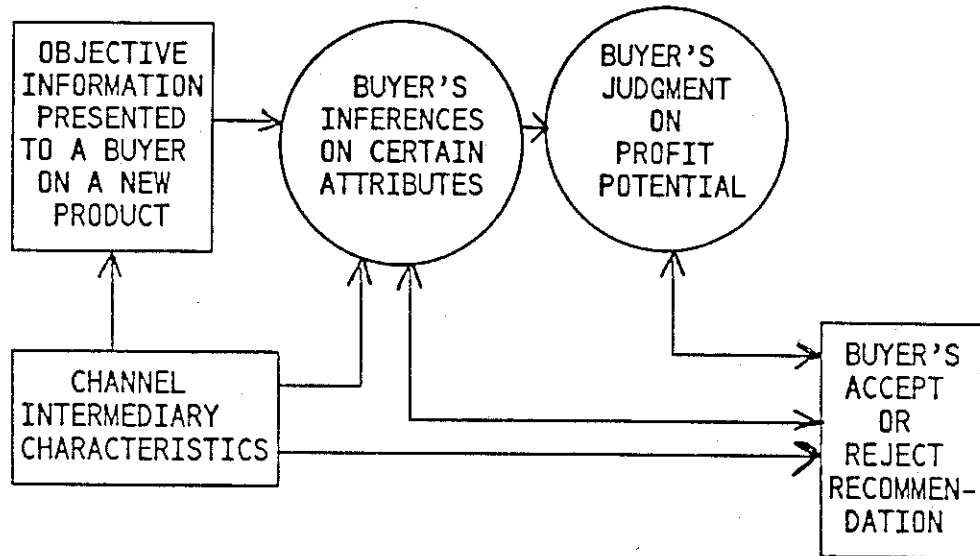 OBJECTIVE
INFORMATION
PRESENTED
TO A BUYER
ON A NEW
PRODUCT
BUYER'S
INFERENCES
ON CERTAIN
ATTRIBUTES
BUYER'S
JUDGMENT
ON
PROFIT
POTENTIAL
CHANNEL
INTERMEDIARY
CHARACTERISTICS
BUYER'S
ACCEPT
OR
REJECT
RECOMMEN-
DATION